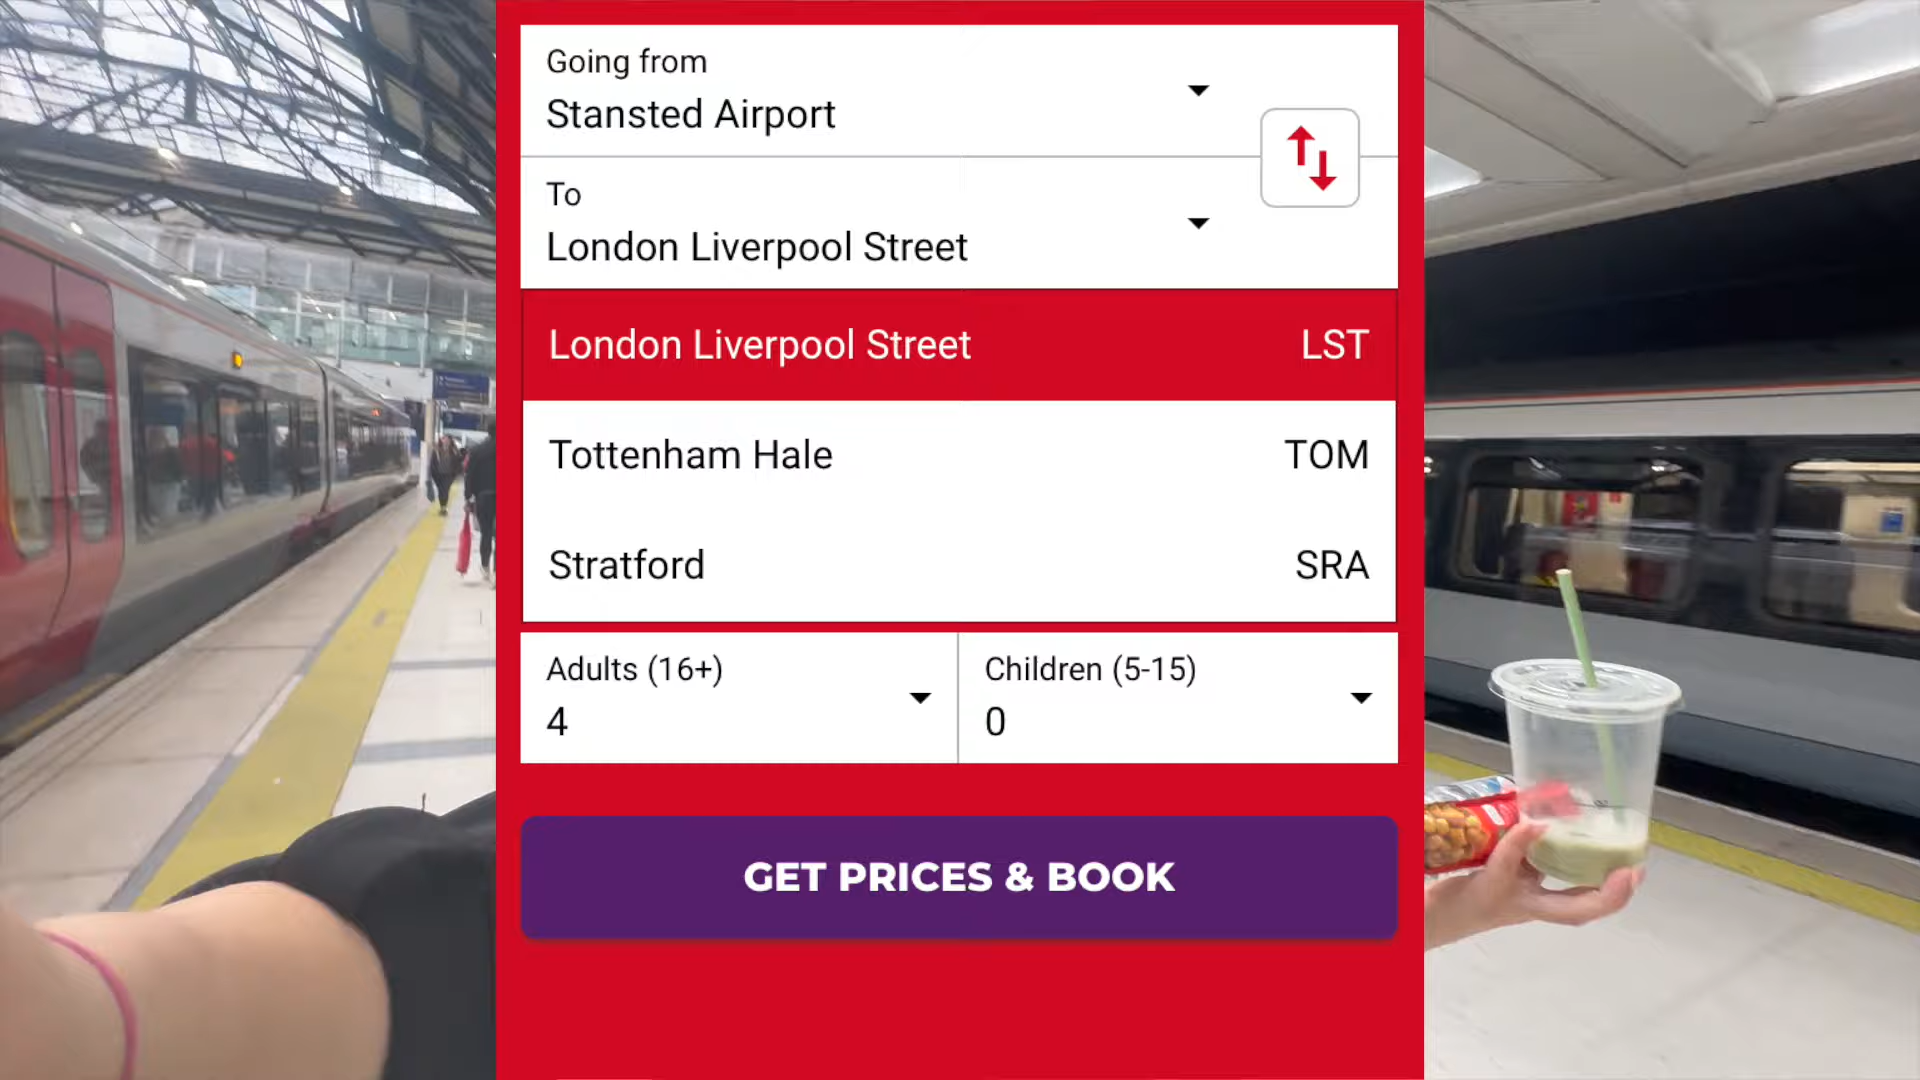 Going from
Stansted Airport
To
London Liverpool Street
London Liverpool Street LST
Tottenham Hale TOM
Stratford SRA
Adults (16+)
4
Children (5-15)
0
GET PRICES & BOOK